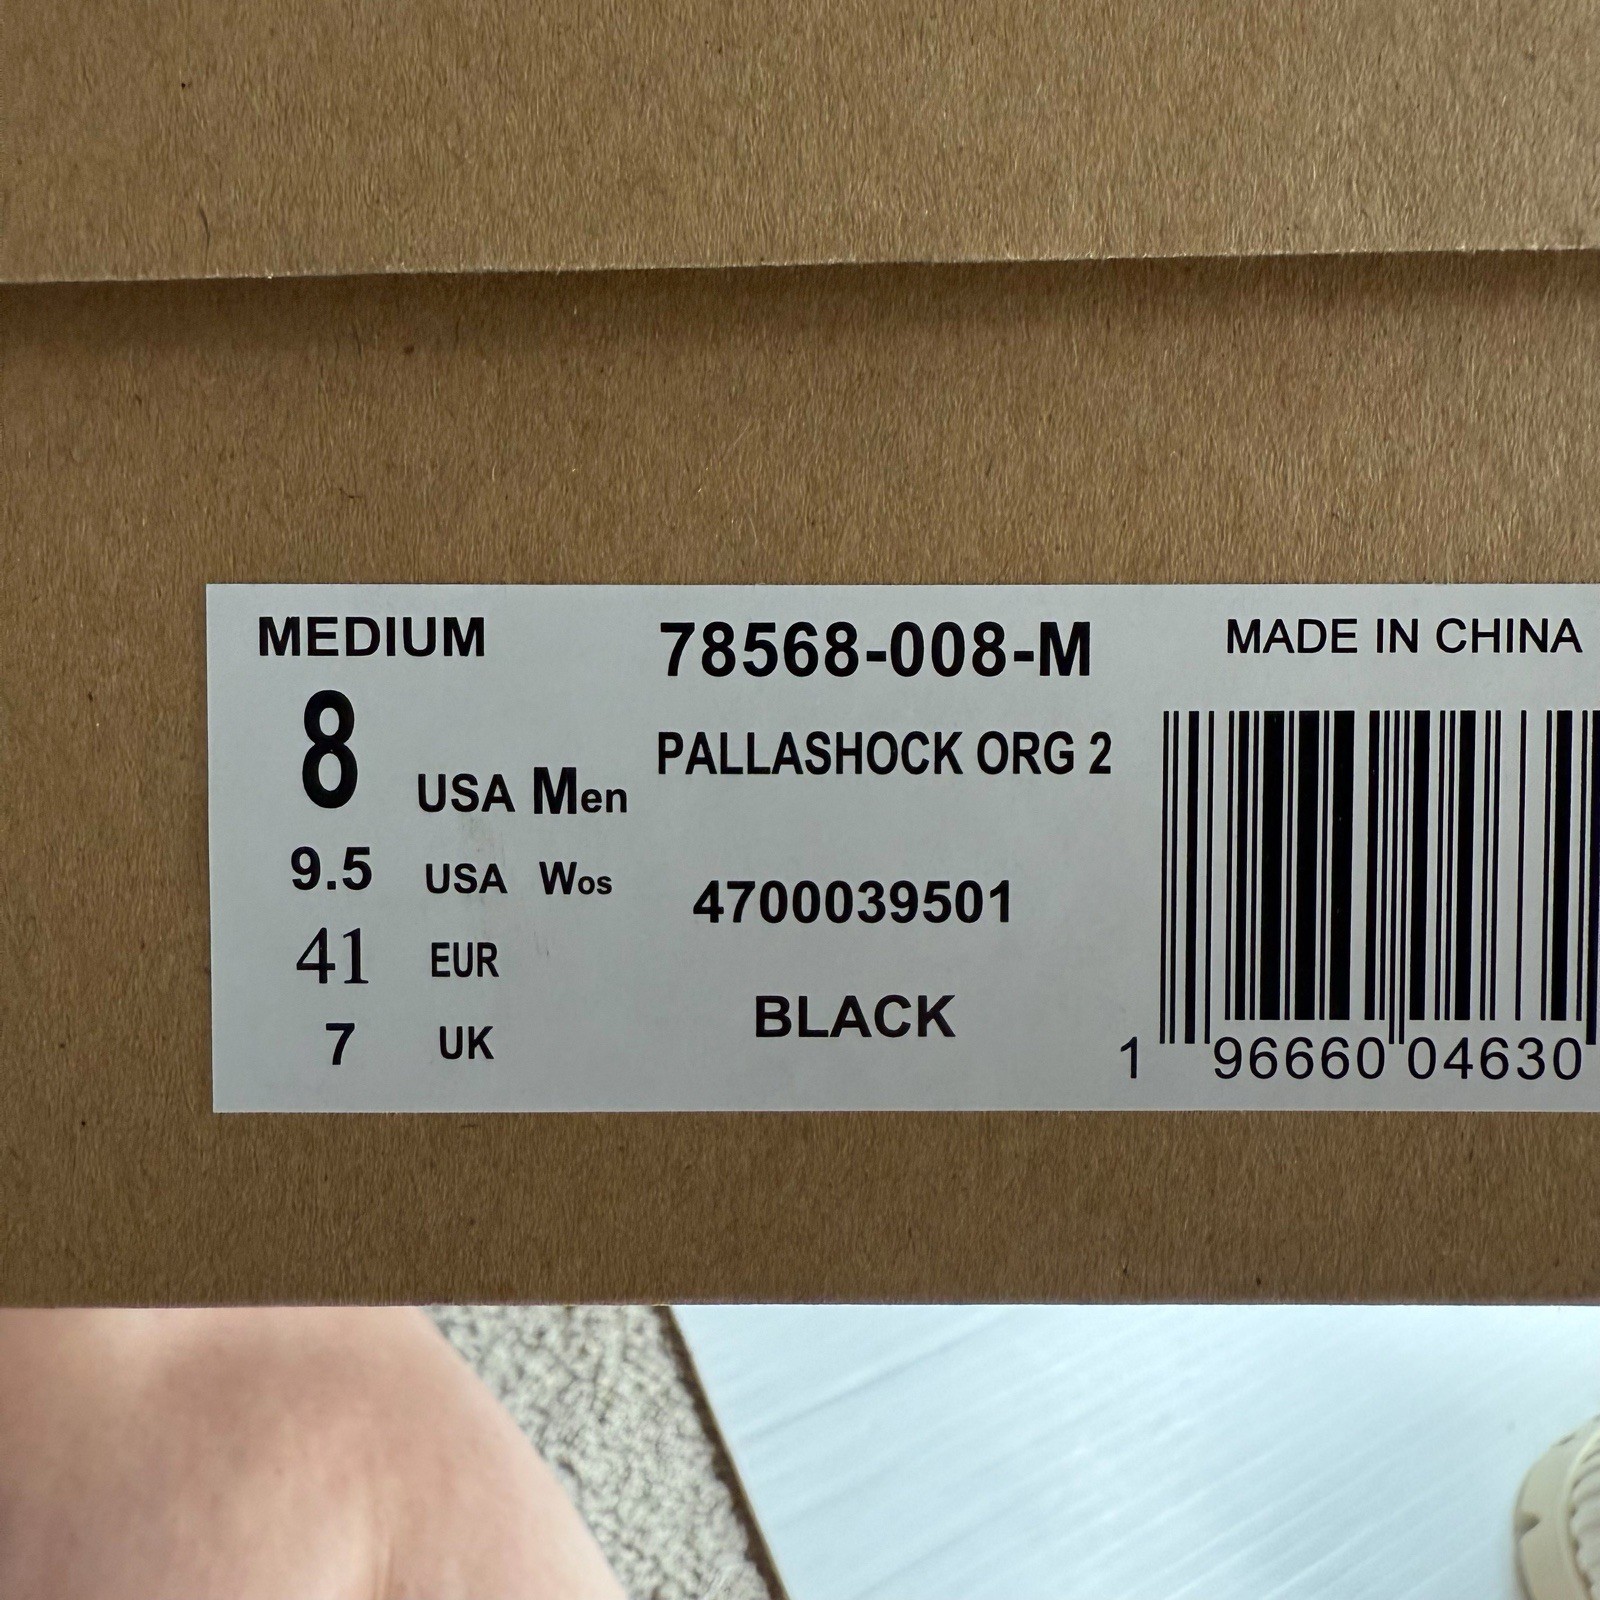 MEDIUM
8 USA Men
9.5 USA Wos
41 EUR
7 UK
78568-008-M
PALLASHOCK ORG 2
4700039501
BLACK
MADE IN CHINA
1 96660 04630